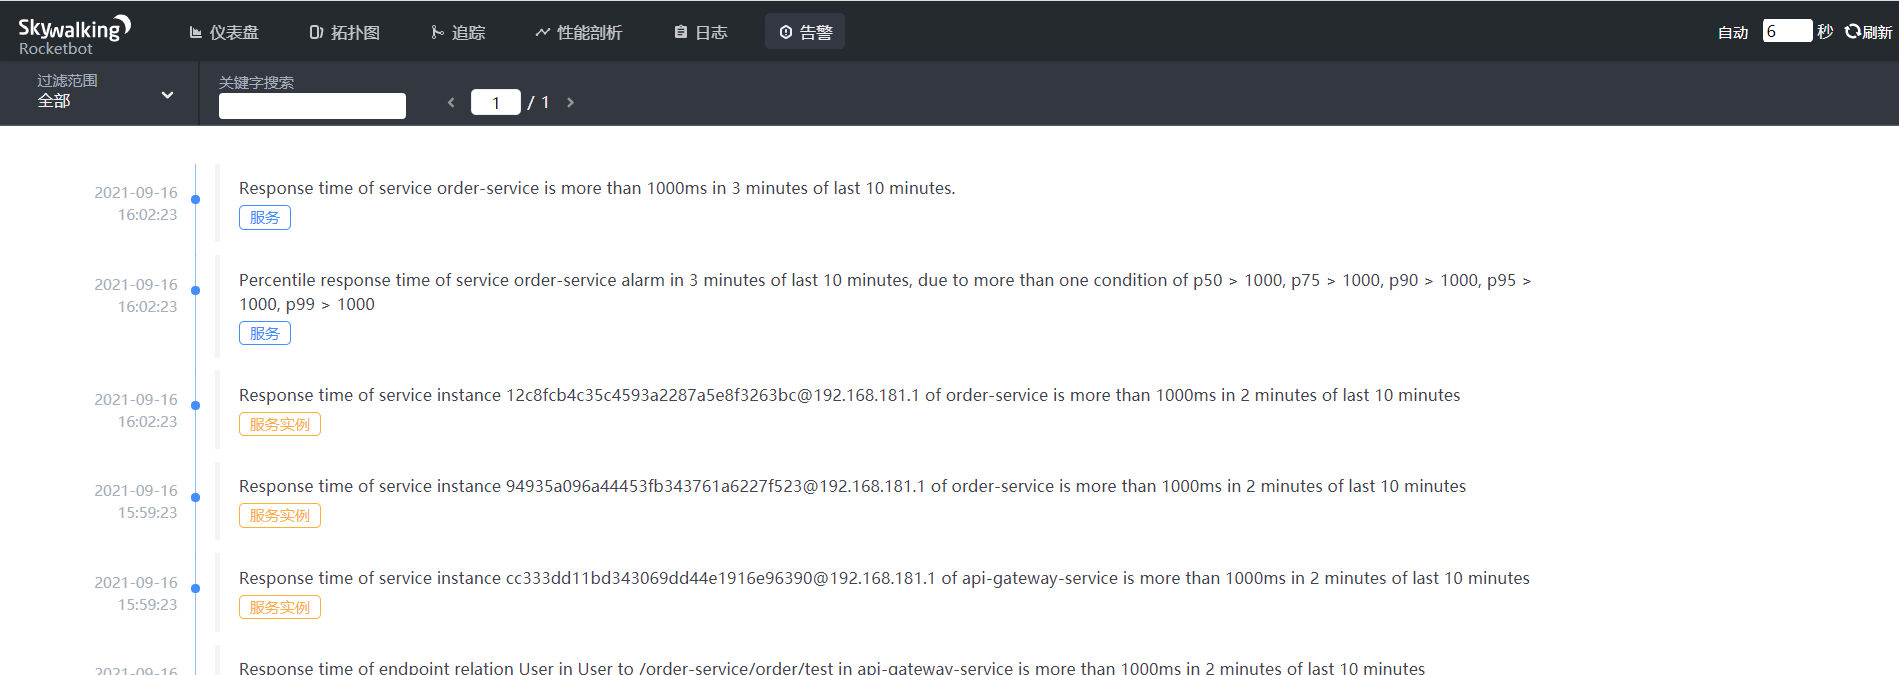 Skywalking
Rocketbot
仪表盘
拓扑图
追踪
性能剖析
日志
告警
自动 6 秒 刷新
过滤范围
全部
关键字搜索
1 / 1
2021-09-16
16:02:23
Response time of service order-service is more than 1000ms in 3 minutes of last 10 minutes.
服务
2021-09-16
16:02:23
Percentile response time of service order-service alarm in 3 minutes of last 10 minutes, due to more than one condition of p50 > 1000, p75 > 1000, p90 > 1000, p95 >
1000, p99 > 1000
服务
2021-09-16
16:02:23
Response time of service instance 12c8fcb4c35c4593a2287a5e8f3263bc@192.168.181.1 of order-service is more than 1000ms in 2 minutes of last 10 minutes
服务实例
2021-09-16
15:59:23
Response time of service instance 94935a096a44453fb343761a6227f523@192.168.181.1 of order-service is more than 1000ms in 2 minutes of last 10 minutes
服务实例
2021-09-16
15:59:23
Response time of service instance cc333dd11bd343069dd44e1916e96390@192.168.181.1 of api-gateway-service is more than 1000ms in 2 minutes of last 10 minutes
服务实例
2021-09-16
Response time of endpoint relation User in User to /order-service/order/test in api-gateway-service is more than 1000ms in 2 minutes of last 10 minutes